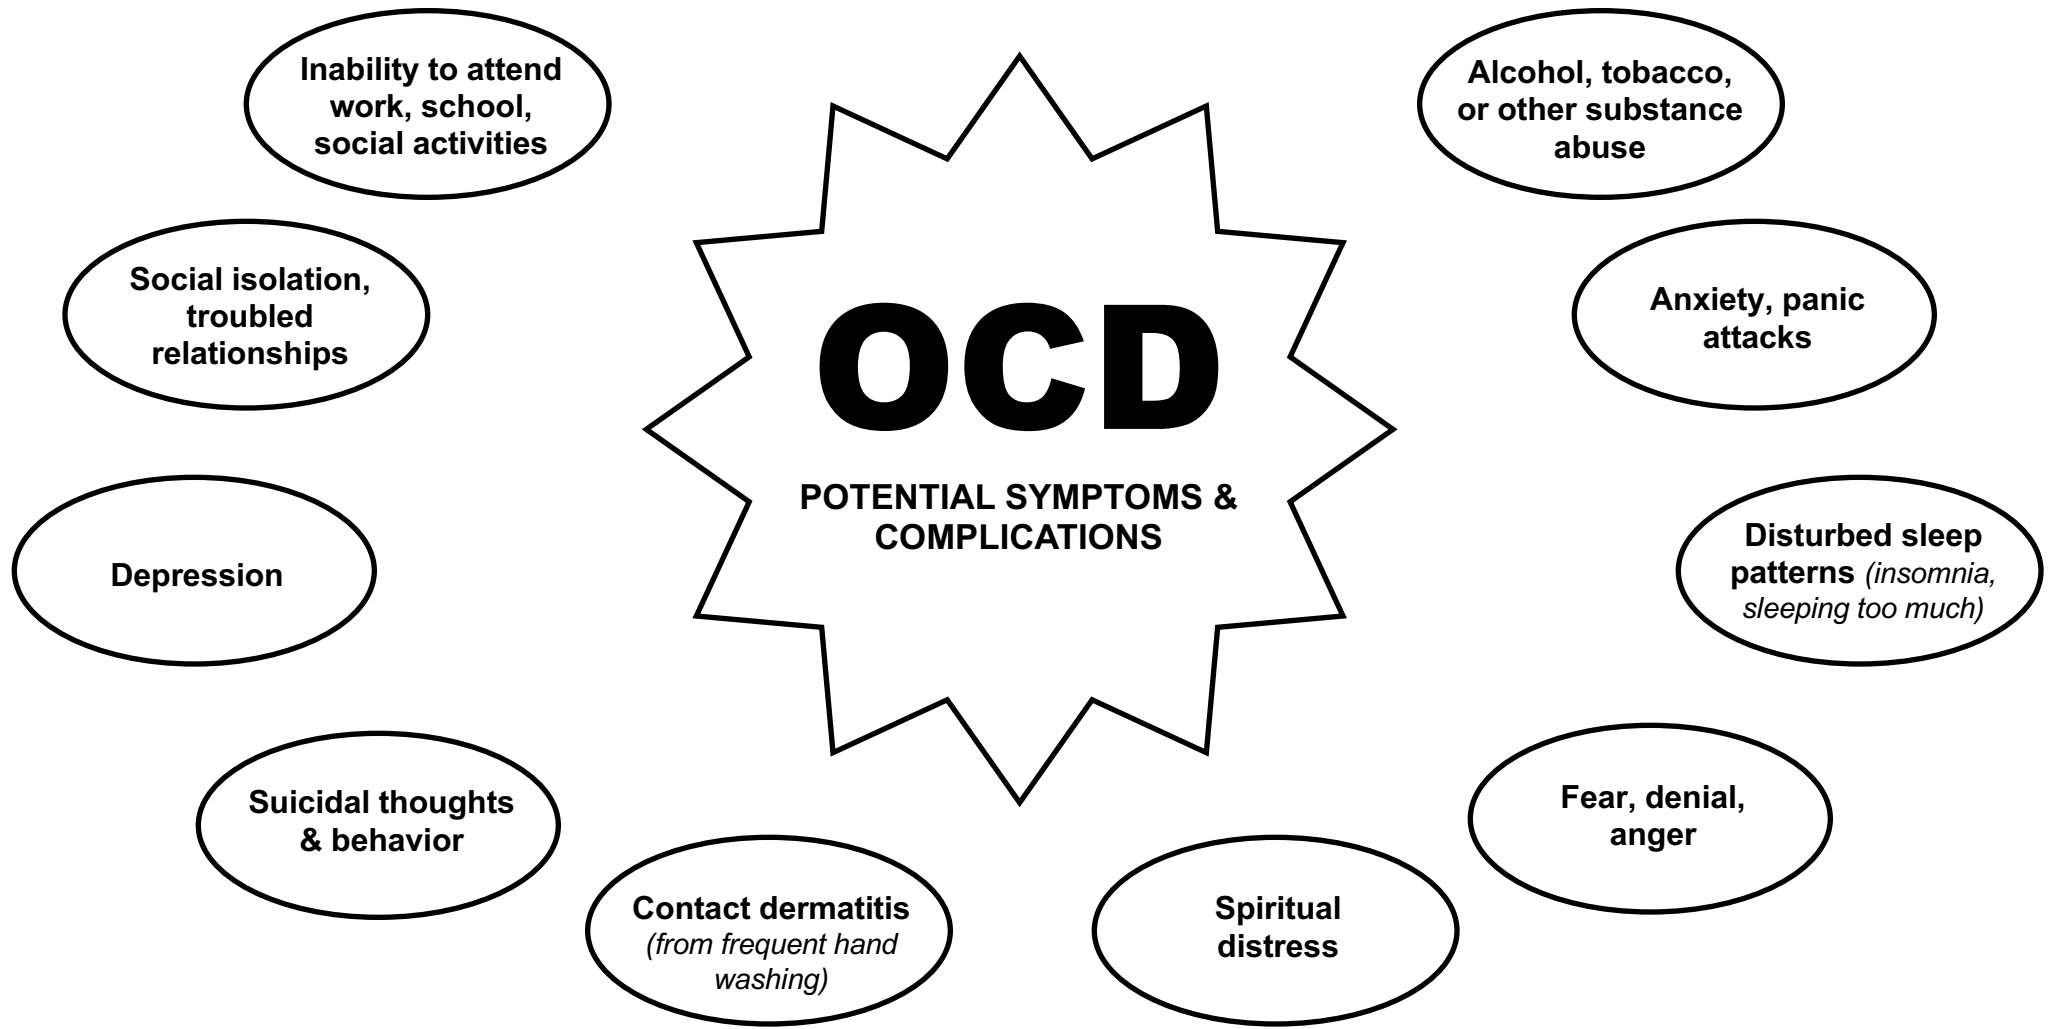 Inability to attend
work, school,
social activities
Alcohol, tobacco,
or other substance
abuse
Social isolation,
troubled
relationships
OCD
POTENTIAL SYMPTOMS &
COMPLICATIONS
Anxiety, panic
attacks
Depression
Disturbed sleep
patterns (insomnia,
sleeping too much)
Suicidal thoughts
& behavior
Fear, denial,
anger
Contact dermatitis
(from frequent hand
washing)
Spiritual
distress